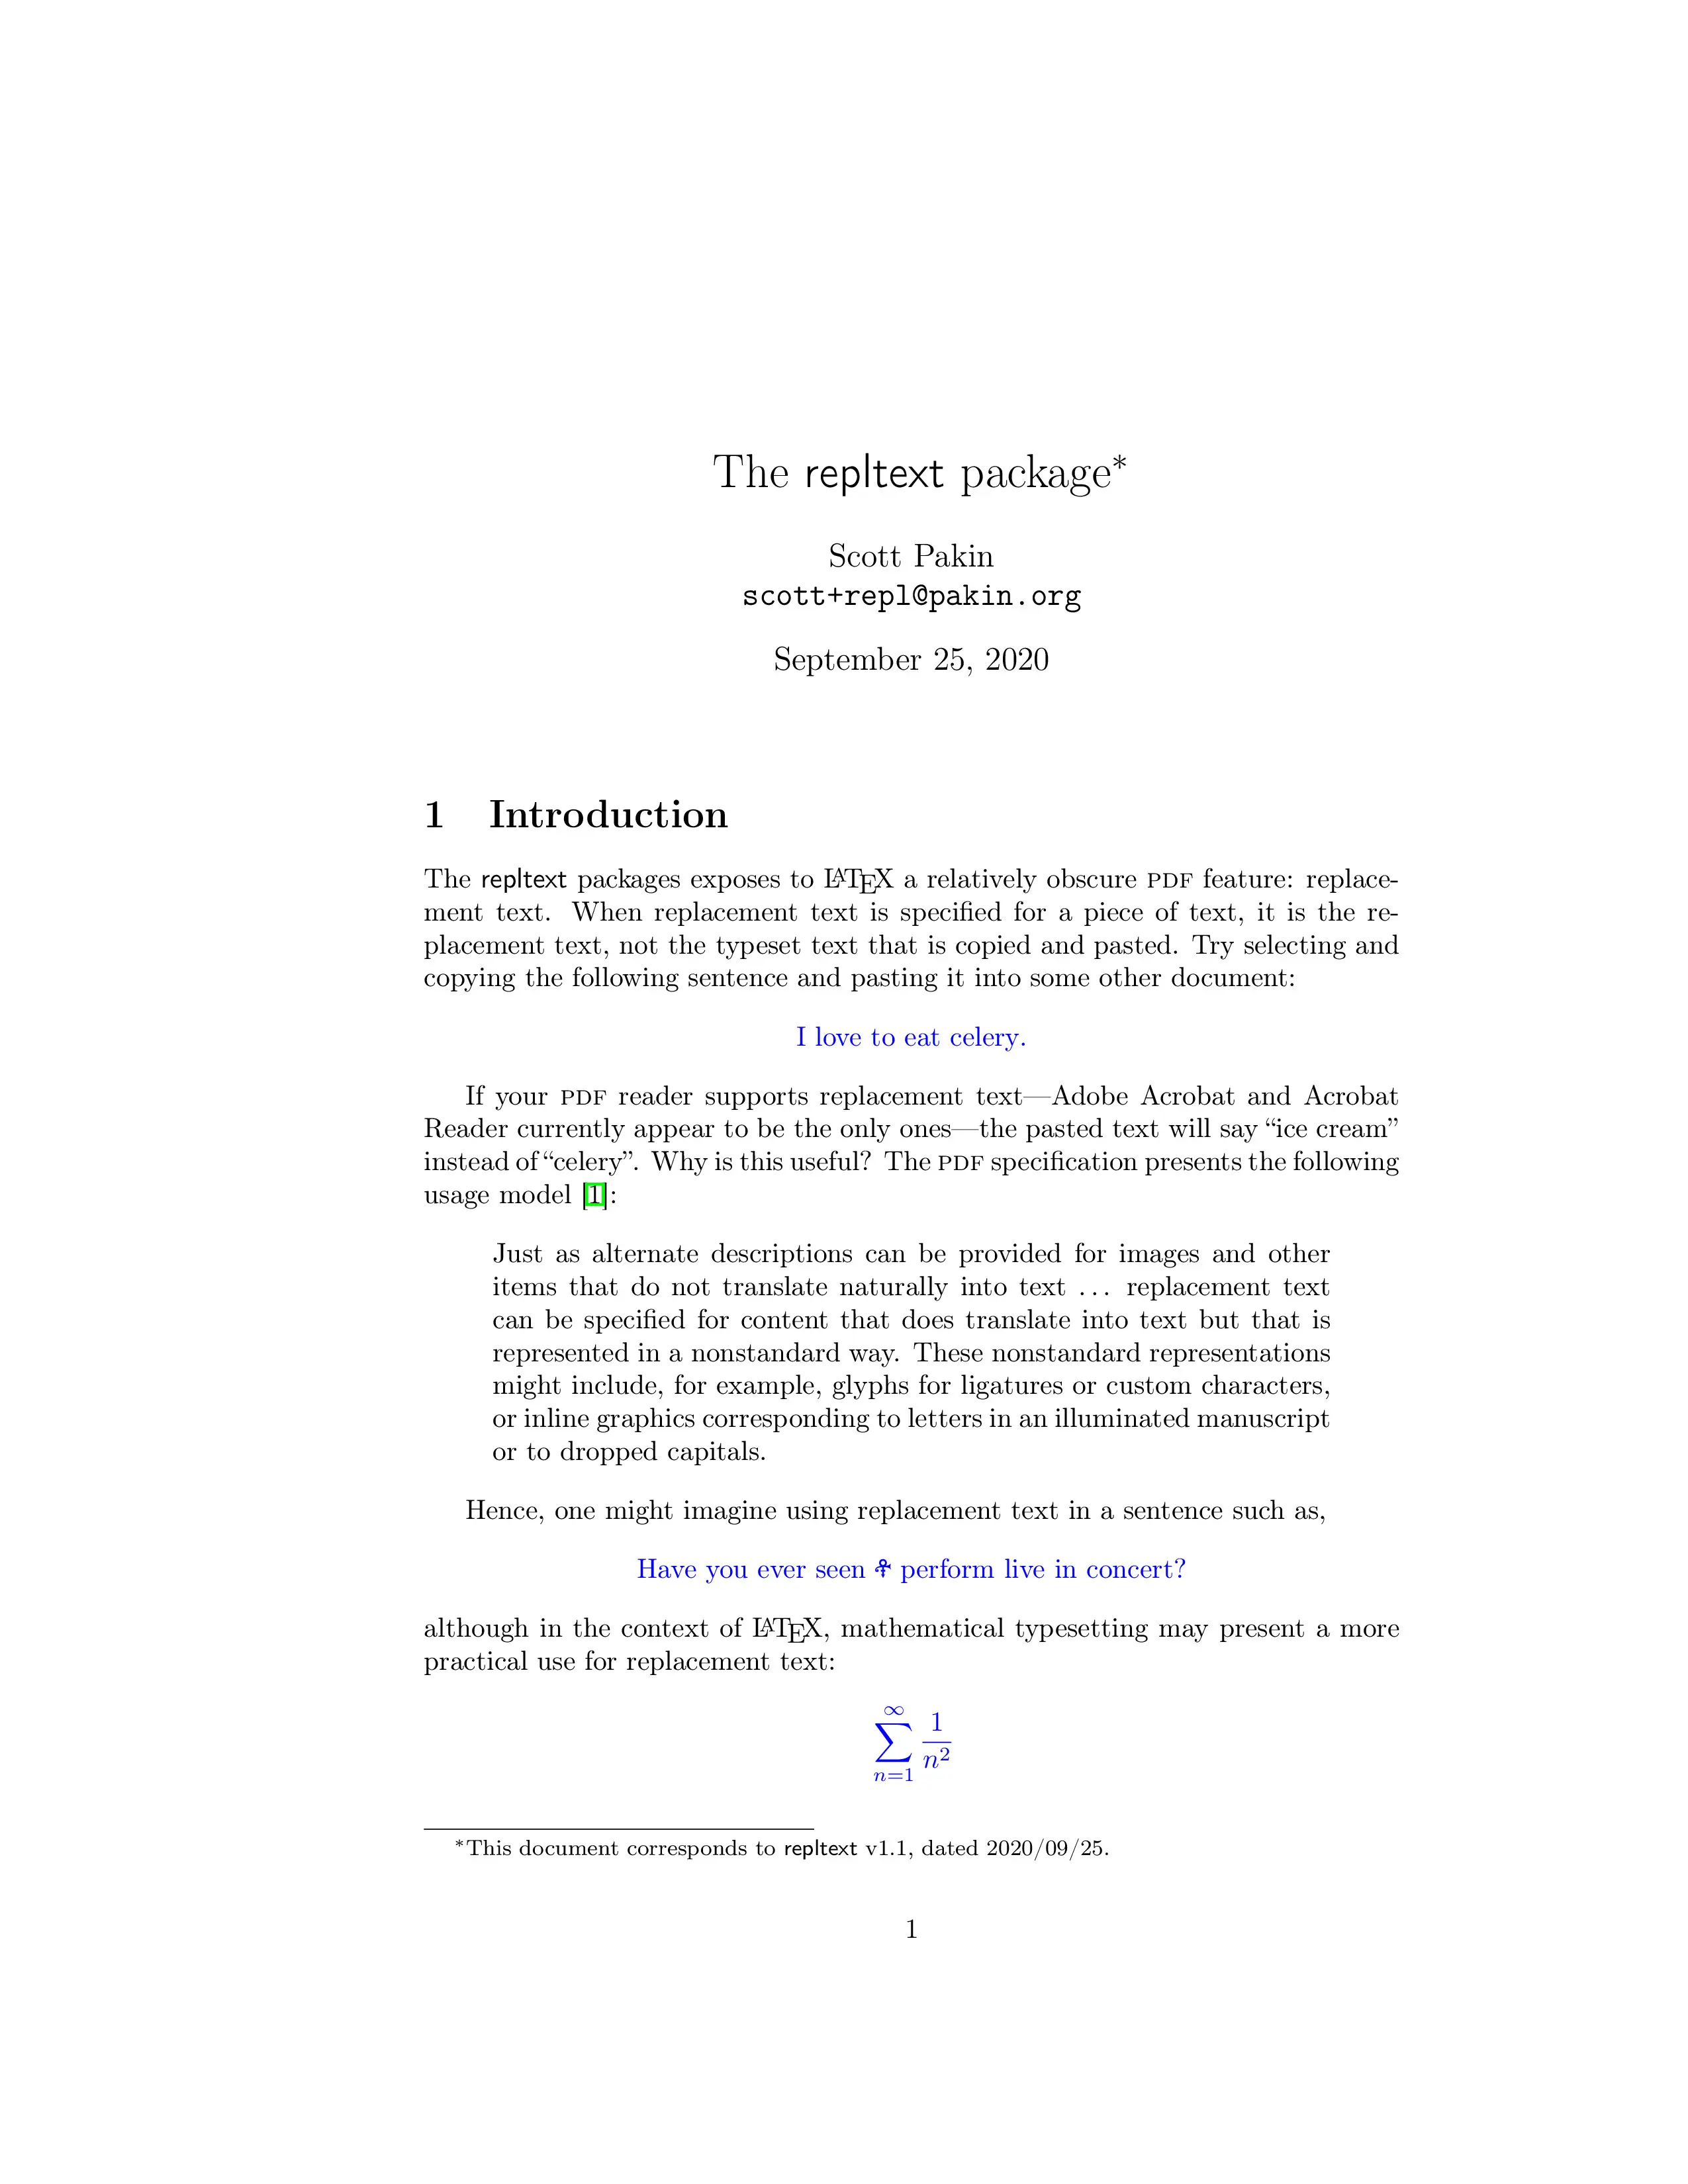 The repltext package*
Scott Pakin
scott+repl@pakin.org
September 25, 2020
1 Introduction
The repltext packages exposes to LATEX a relatively obscure PDF feature: replace-
ment text. When replacement text is specified for a piece of text, it is the re-
placement text, not the typeset text that is copied and pasted. Try selecting and
copying the following sentence and pasting it into some other document:
I love to eat celery.
If your PDF reader supports replacement text—Adobe Acrobat and Acrobat
Reader currently appear to be the only ones—the pasted text will say “ice cream”
instead of “celery”. Why is this useful? The PDF specification presents the following
usage model [1]:
Just as alternate descriptions can be provided for images and other
items that do not translate naturally into text ... replacement text
can be specified for content that does translate into text but that is
represented in a nonstandard way. These nonstandard representations
might include, for example, glyphs for ligatures or custom characters,
or inline graphics corresponding to letters in an illuminated manuscript
or to dropped capitals.
Hence, one might imagine using replacement text in a sentence such as,
Have you ever seen perform live in concert?
although in the context of LATEX, mathematical typesetting may present a more
practical use for replacement text:
∞
∑ 1/n²
n=1
*This document corresponds to repltext v1.1, dated 2020/09/25.
1